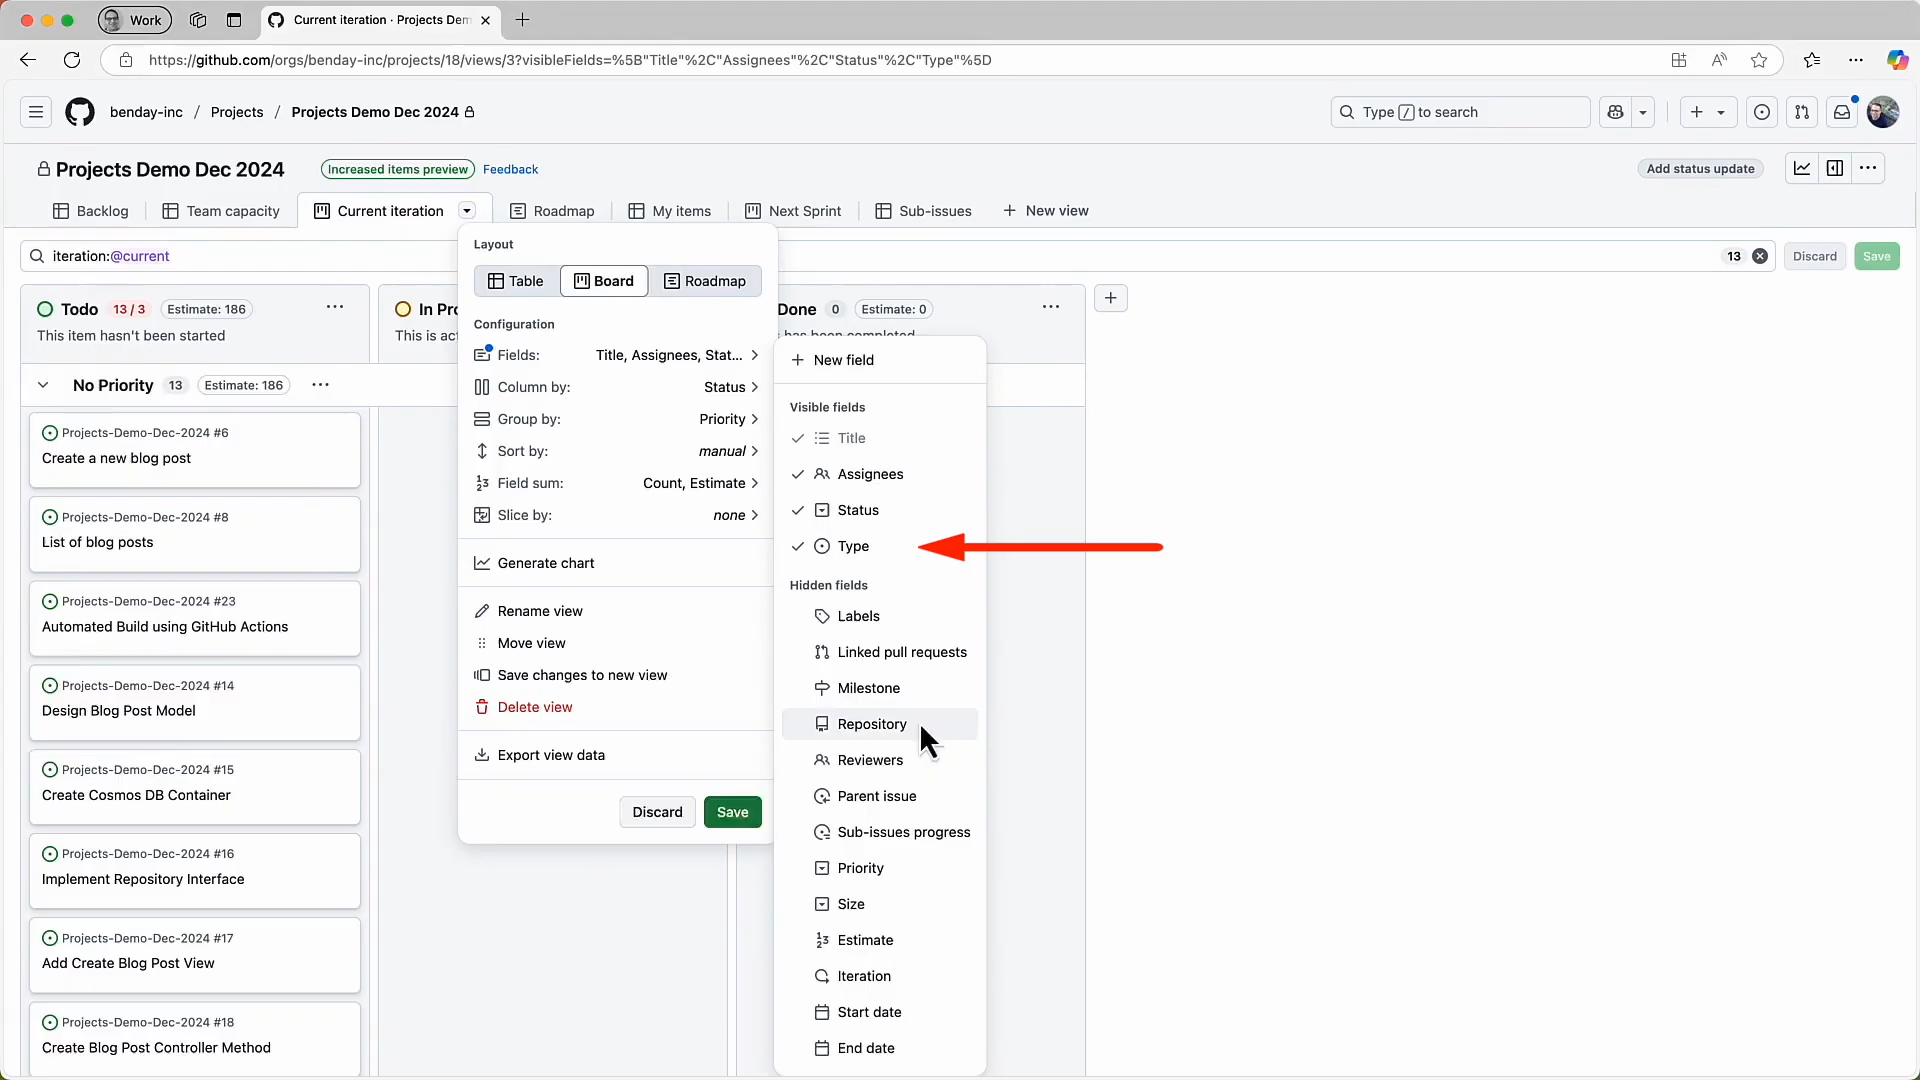 Work
Current iteration · Projects Dem
https://github.com/orgs/benday-inc/projects/18/views/3?visibleFields=%5B"Title"%2C"Assignees"%2C"Status"%2C"Type"%5D
benday-inc / Projects / Projects Demo Dec 2024
Type / to search
Projects Demo Dec 2024
Increased items preview
Feedback
Add status update
Backlog
Team capacity
Current iteration
Roadmap
My items
Next Sprint
Sub-issues
New view
iteration:@current
13
Discard
Save
Todo 13 / 3 Estimate: 186
This item hasn't been started
In Pr
This is ac
Done 0 Estimate: 0
has been completed
No Priority 13 Estimate: 186
Projects-Demo-Dec-2024 #6
Create a new blog post
Projects-Demo-Dec-2024 #8
List of blog posts
Projects-Demo-Dec-2024 #23
Automated Build using GitHub Actions
Projects-Demo-Dec-2024 #14
Design Blog Post Model
Projects-Demo-Dec-2024 #15
Create Cosmos DB Container
Projects-Demo-Dec-2024 #16
Implement Repository Interface
Projects-Demo-Dec-2024 #17
Add Create Blog Post View
Projects-Demo-Dec-2024 #18
Create Blog Post Controller Method
Layout
Table
Board
Roadmap
Configuration
Fields: Title, Assignees, Stat...
Column by: Status
Group by: Priority
Sort by: manual
Field sum: Count, Estimate
Slice by: none
Generate chart
Rename view
Move view
Save changes to new view
Delete view
Export view data
Discard
Save
New field
Visible fields
Title
Assignees
Status
Type
Hidden fields
Labels
Linked pull requests
Milestone
Repository
Reviewers
Parent issue
Sub-issues progress
Priority
Size
Estimate
Iteration
Start date
End date